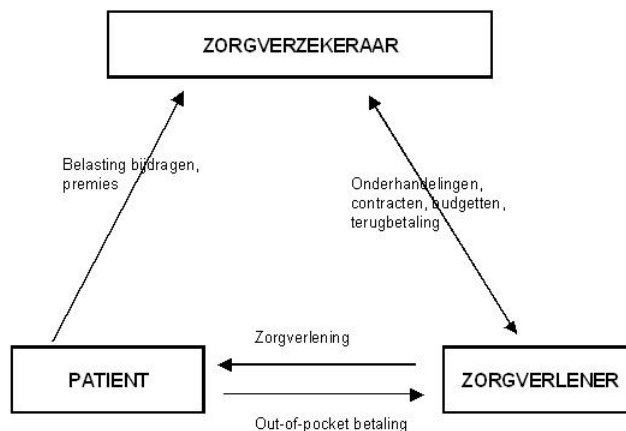 ZORGVERZEKERAAR
Belasting bijdragen,
premies
Onderhandelingen,
contracten, budgetten,
terugbetaling
Zorgverlening
PATIENT
ZORGVERLENER
Out-of-pocket betaling